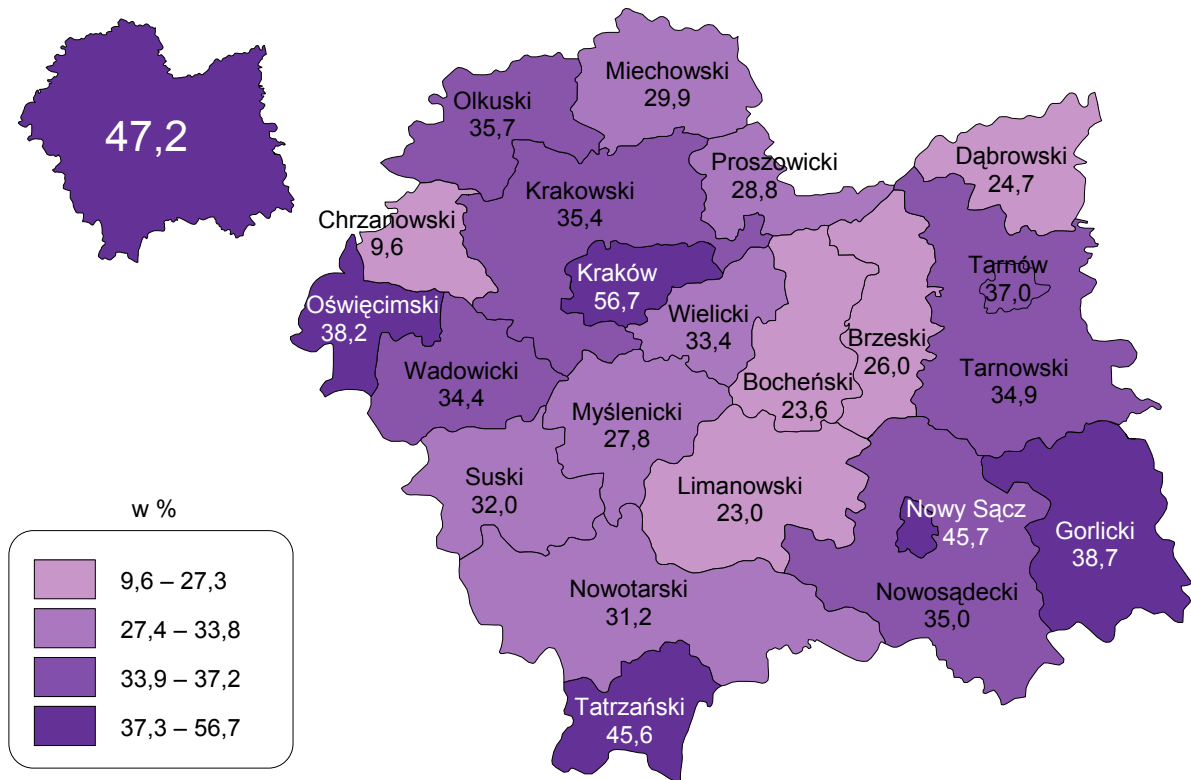 47,2
Miechowski
29,9
Olkuski
35,7
Proszowicki
28,8
Dąbrowski
24,7
Krakowski
35,4
Chrzanowski
9,6
Kraków
56,7
Tarnów
37,0
Oświęcimski
38,2
Wielicki
33,4
Brzeski
26,0
Wadowicki
34,4
Bocheński
23,6
Tarnowski
34,9
Myślenicki
27,8
Suski
32,0
Limanowski
23,0
Nowy Sącz
45,7
Gorlicki
38,7
Nowotarski
31,2
Nowosądecki
35,0
Tatrzański
45,6
w %
9,6 – 27,3
27,4 – 33,8
33,9 – 37,2
37,3 – 56,7